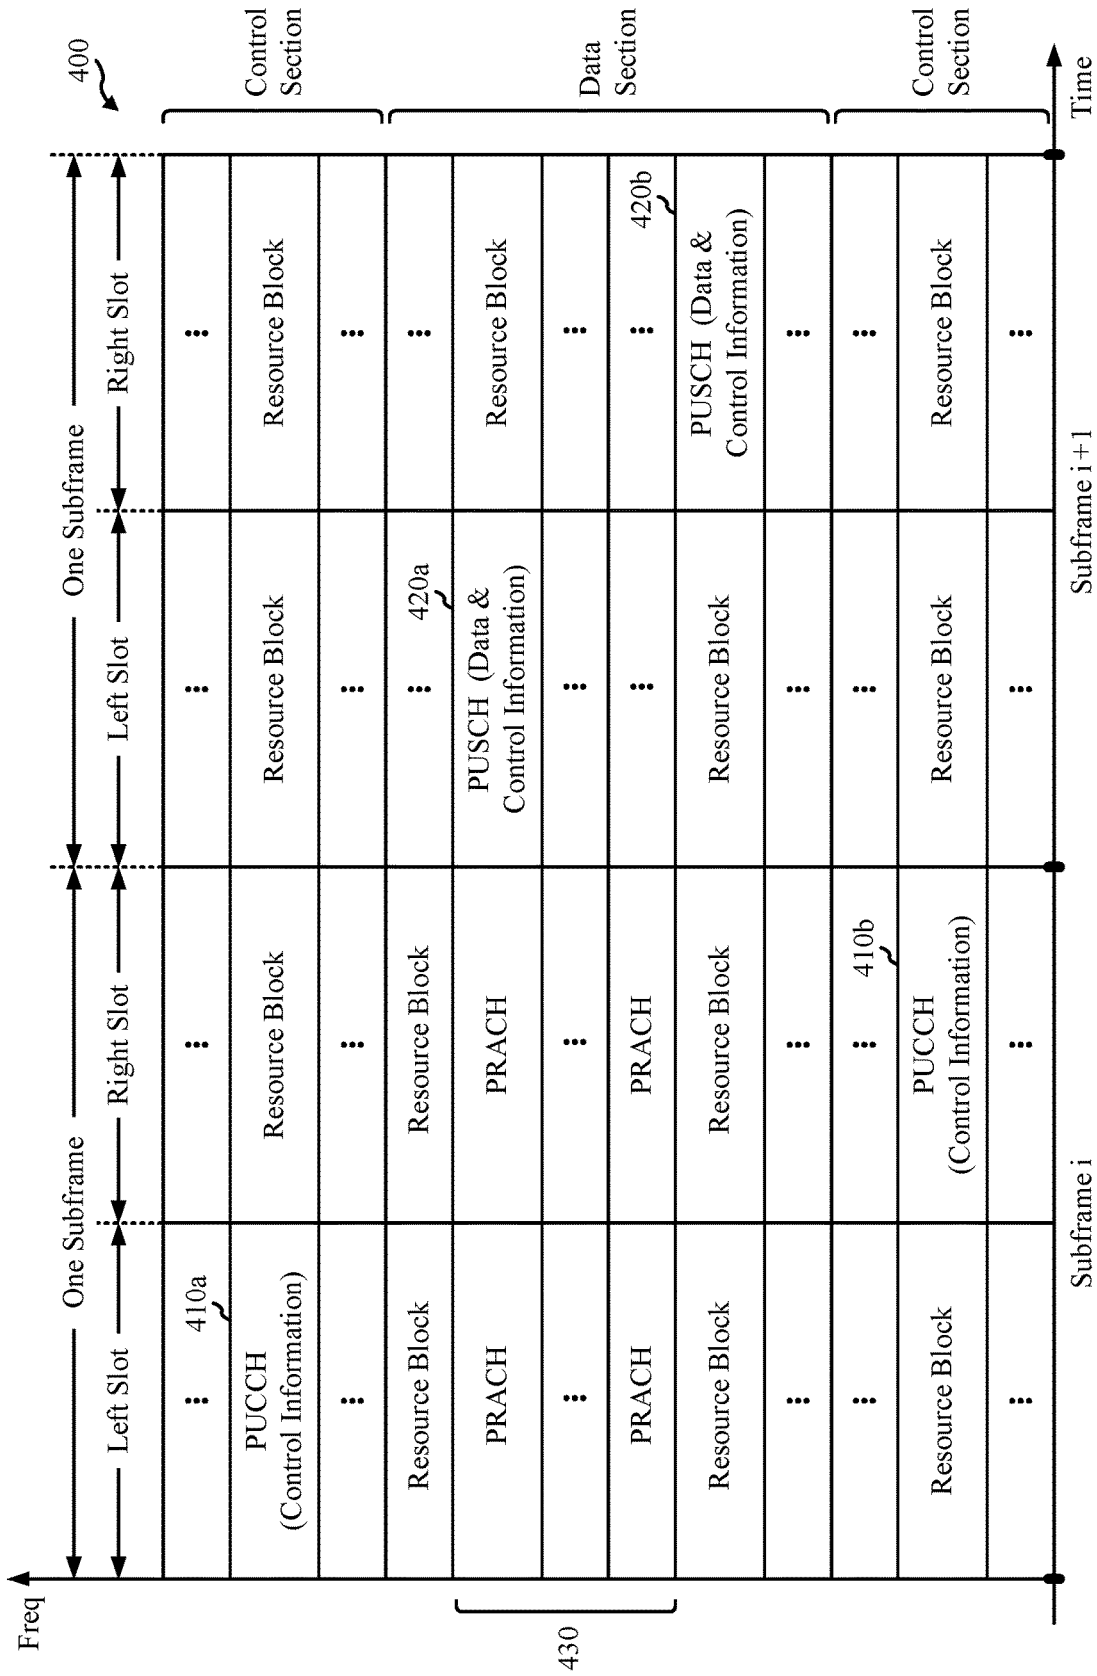 400
Freq
One Subframe
One Subframe
Left Slot
Right Slot
Left Slot
Right Slot
... ... ... ...
410a
PUCCH
(Control Information)
Resource Block
Resource Block
Resource Block
Control
Section
... ... ... ...
Resource Block
Resource Block
...
...
420a
PRACH
PRACH
PUSCH (Data &
Control Information)
Resource Block
430
... ... ... ...
Data
Section
PRACH
PRACH
...
...
420b
Resource Block
Resource Block
Resource Block
PUSCH (Data &
Control Information)
... ... ... ...
... ... ... ...
410b
Resource Block
PUCCH
(Control Information)
Resource Block
Resource Block
Control
Section
... ... ... ...
Subframe i
Subframe i+1
Time